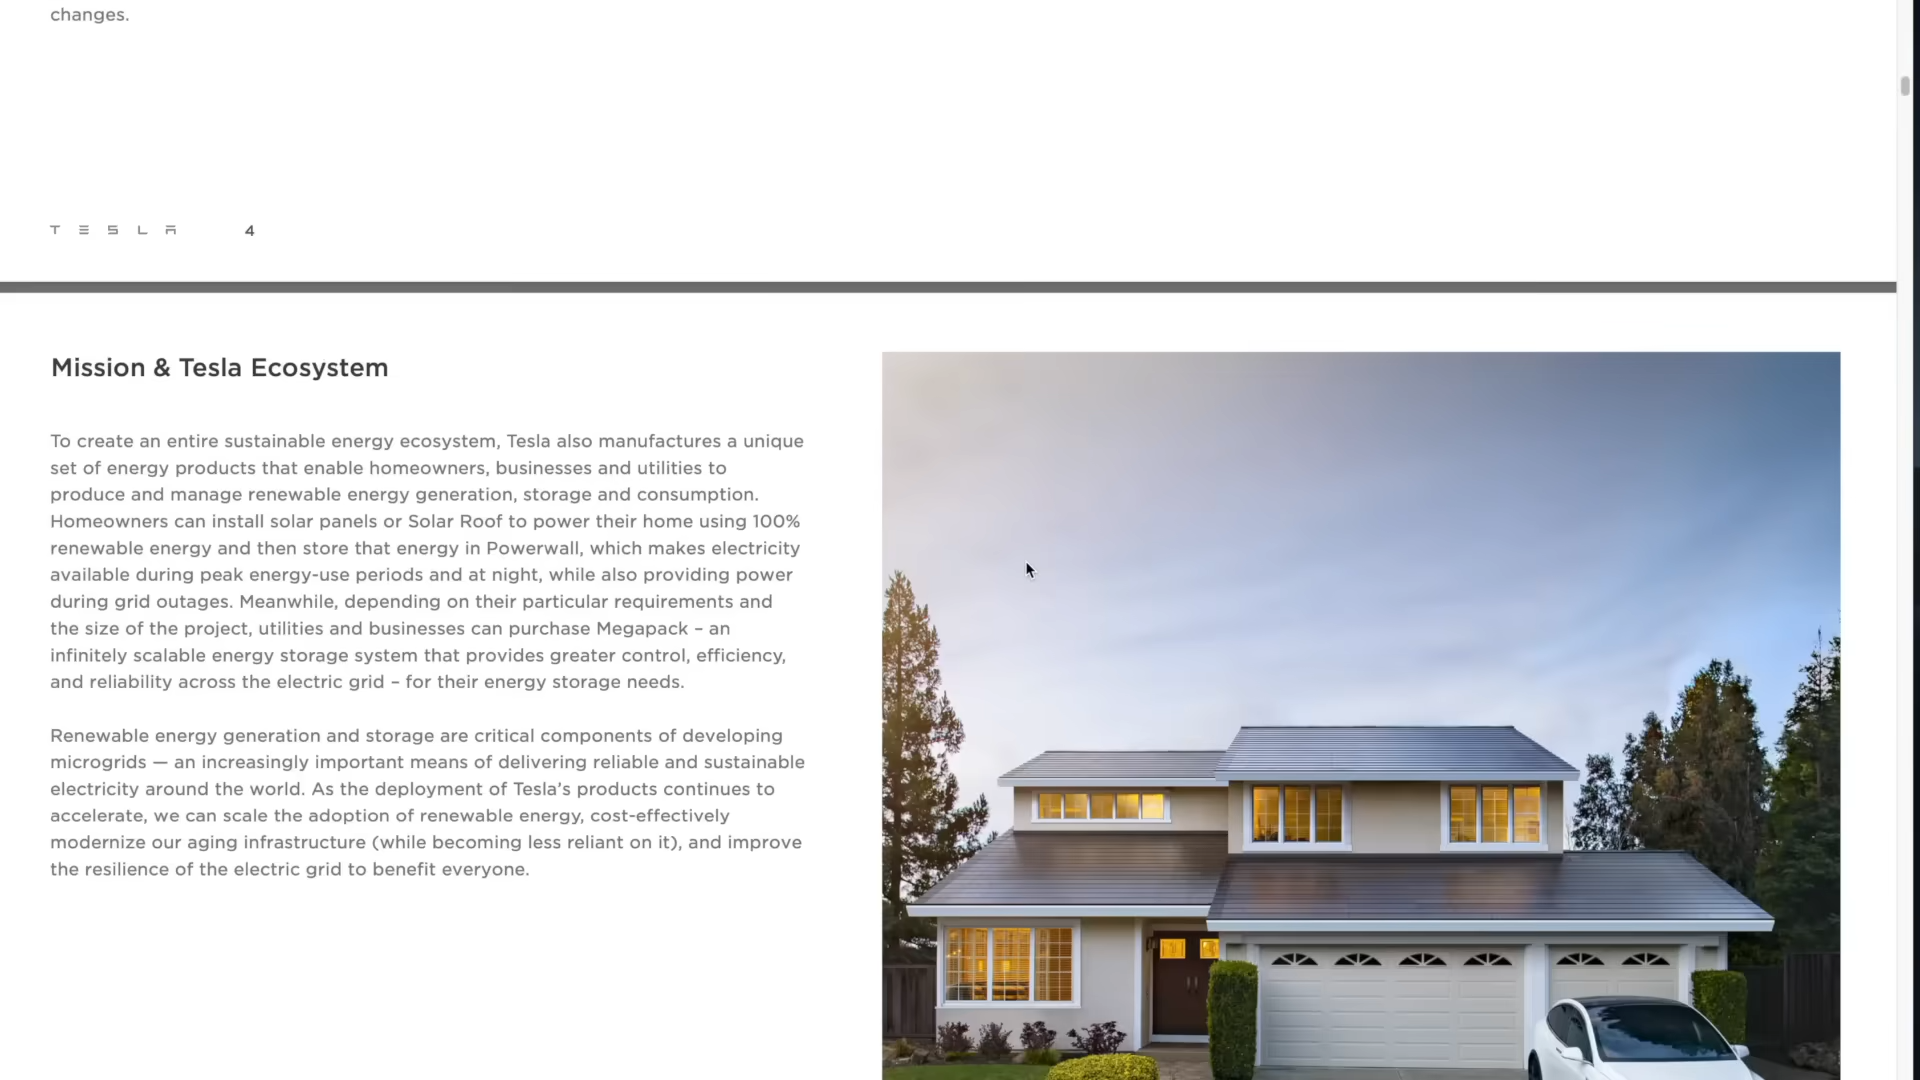 changes.
TESLA 4
Mission & Tesla Ecosystem
To create an entire sustainable energy ecosystem, Tesla also manufactures a unique
set of energy products that enable homeowners, businesses and utilities to
produce and manage renewable energy generation, storage and consumption.
Homeowners can install solar panels or Solar Roof to power their home using 100%
renewable energy and then store that energy in Powerwall, which makes electricity
available during peak energy-use periods and at night, while also providing power
during grid outages. Meanwhile, depending on their particular requirements and
the size of the project, utilities and businesses can purchase Megapack – an
infinitely scalable energy storage system that provides greater control, efficiency,
and reliability across the electric grid – for their energy storage needs.
Renewable energy generation and storage are critical components of developing
microgrids — an increasingly important means of delivering reliable and sustainable
electricity around the world. As the deployment of Tesla’s products continues to
accelerate, we can scale the adoption of renewable energy, cost-effectively
modernize our aging infrastructure (while becoming less reliant on it), and improve
the resilience of the electric grid to benefit everyone.